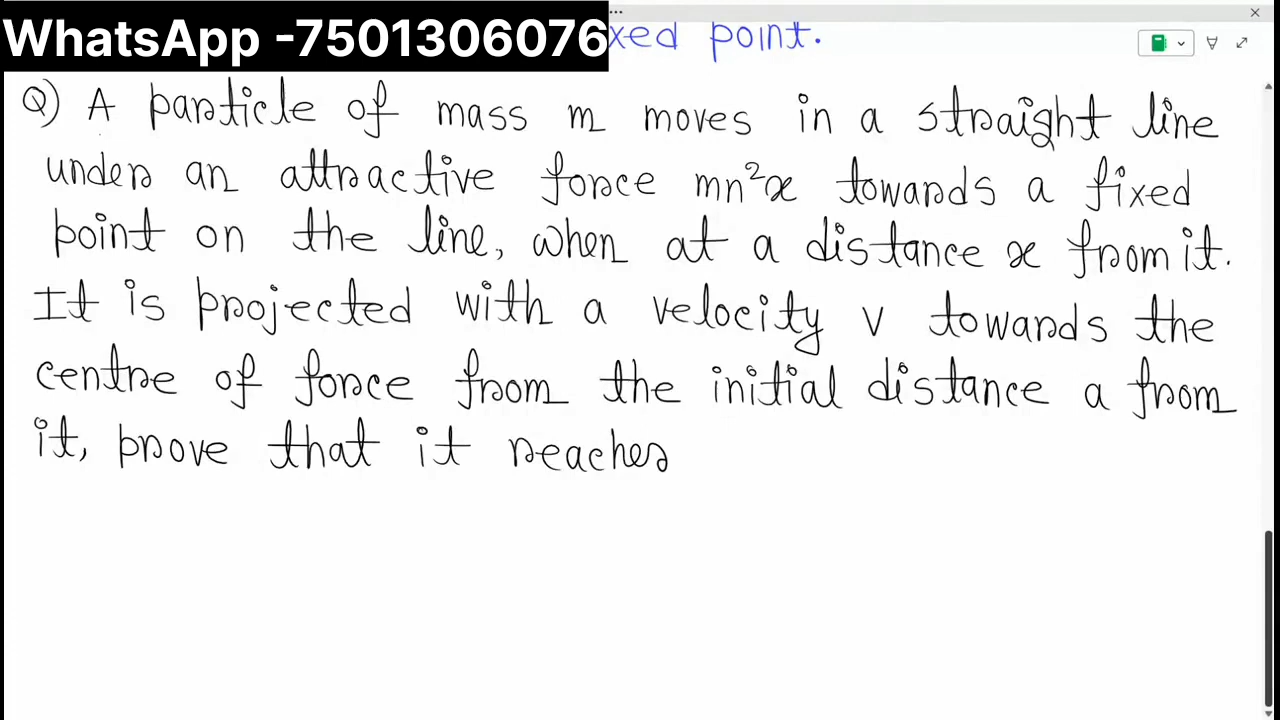 WhatsApp -7501306076
xed point.
Q) A particle of mass m moves in a straight line
under an attractive force mn²x towards a fixed
point on the line, when at a distance x from it.
It is projected with a velocity v towards the
centre of force from the initial distance a from
it, prove that it reaches